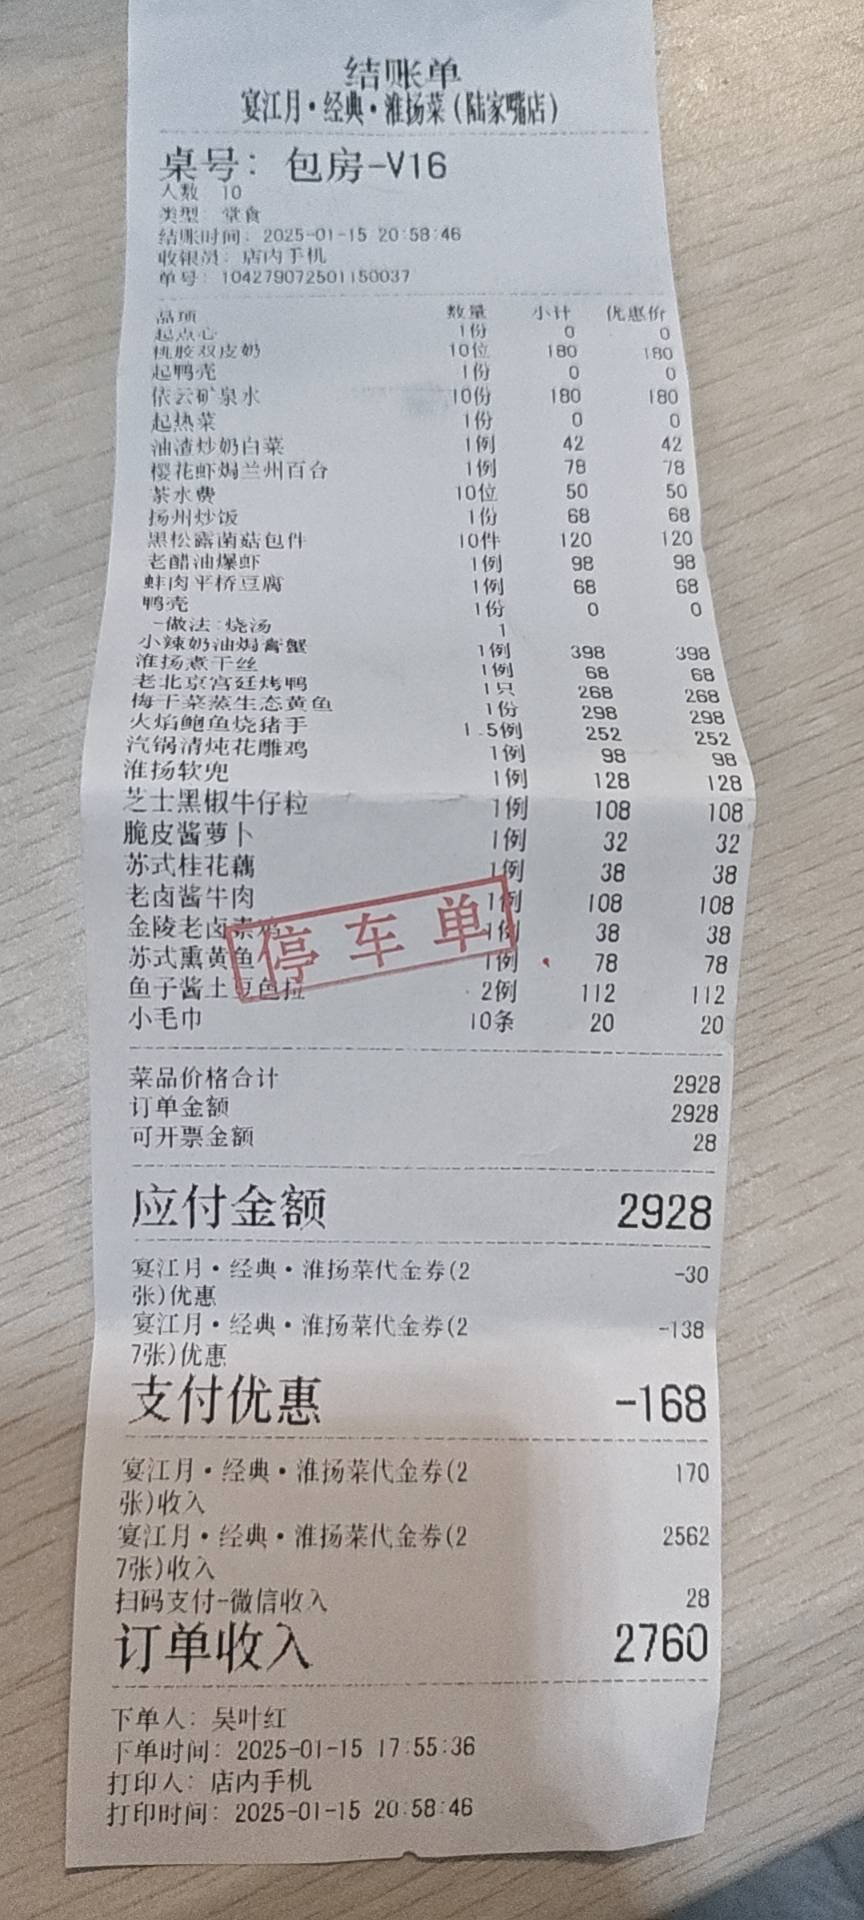 结账单
宴江月·经典·淮扬菜(陆家嘴店)
桌号: 包房-V16
人数 10
类型: 堂食
结账时间: 2025-01-15 20:58:46
收银员: 店内手机
单号: 104279072501150037
品项 数量 小计 优惠价
起点心 1份 0 0
桃胶双皮奶 10位 180 180
起鸭壳 1份 0 0
依云矿泉水 10份 180 180
起热菜 1份 0 0
油渣炒奶白菜 1例 42 42
樱花虾焗兰州百合 1例 78 78
茶水费 10位 50 50
扬州炒饭 1份 68 68
黑松露菌菇包件 10件 120 120
老醋油爆虾 1例 98 98
蚌肉平桥豆腐 1例 68 68
鸭壳 1份 0 0
-做法:烧汤 1
小辣奶油焗膏蟹 1例 398 398
淮扬煮干丝 1例 68 68
老北京宫廷烤鸭 1只 268 268
梅干菜蒸生态黄鱼 1份 298 298
火焰鲍鱼烧猪手 1.5例 252 252
汽锅清炖花雕鸡 1例 98 98
淮扬软兜 1例 128 128
芝士黑椒牛仔粒 1例 108 108
脆皮酱萝卜 1例 32 32
苏式桂花藕 1例 38 38
老卤酱牛肉 1例 108 108
金陵老卤素鸡 1例 38 38
苏式熏黄鱼 1例 78 78
停车单
鱼子酱土豆色拉 2例 112 112
小毛巾 10条 20 20
菜品价格合计 2928
订单金额 2928
可开票金额 28
应付金额 2928
宴江月·经典·淮扬菜代金券(2 -30
张)优惠
宴江月·经典·淮扬菜代金券(2 -138
7张)优惠
支付优惠 -168
宴江月·经典·淮扬菜代金券(2 170
张)收入
宴江月·经典·淮扬菜代金券(2 2562
7张)收入
扫码支付-微信收入 28
订单收入 2760
下单人: 吴叶红
下单时间: 2025-01-15 17:55:36
打印人: 店内手机
打印时间: 2025-01-15 20:58:46